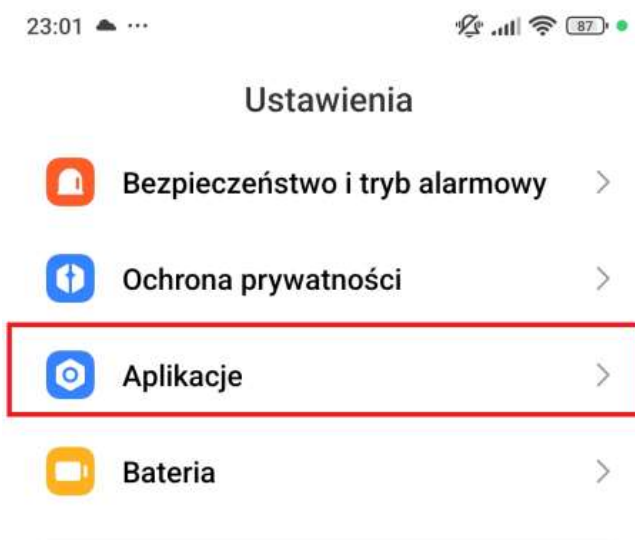 23:01 ... 87
Ustawienia
Bezpieczeństwo i tryb alarmowy
Ochrona prywatności
Aplikacje
Bateria